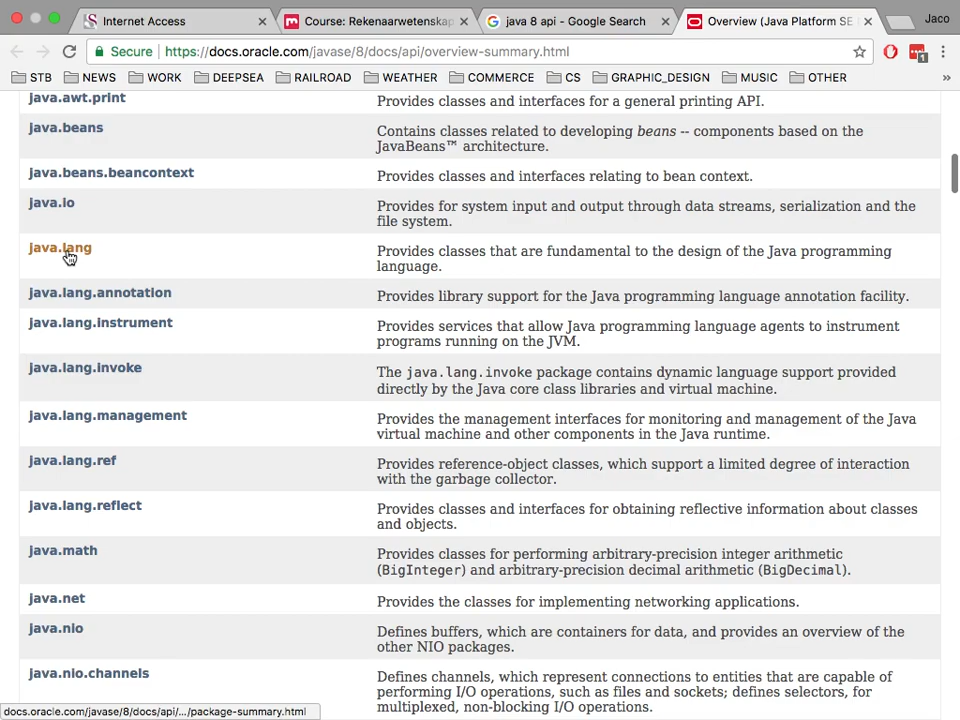 Internet Access
Course: Rekenaarwetenskap
java 8 api - Google Search
Overview (Java Platform SE
Jaco
Secure
https://docs.oracle.com/javase/8/docs/api/overview-summary.html
1
STB
NEWS
WORK
DEEPSEA
RAILROAD
WEATHER
COMMERCE
CS
GRAPHIC_DESIGN
MUSIC
OTHER
»
java.awt.print
Provides classes and interfaces for a general printing API.
java.beans
Contains classes related to developing beans -- components based on the
JavaBeans™ architecture.
java.beans.beancontext
Provides classes and interfaces relating to bean context.
java.io
Provides for system input and output through data streams, serialization and the
file system.
java.lang
Provides classes that are fundamental to the design of the Java programming
language.
java.lang.annotation
Provides library support for the Java programming language annotation facility.
java.lang.instrument
Provides services that allow Java programming language agents to instrument
programs running on the JVM.
java.lang.invoke
The java.lang.invoke package contains dynamic language support provided
directly by the Java core class libraries and virtual machine.
java.lang.management
Provides the management interfaces for monitoring and management of the Java
virtual machine and other components in the Java runtime.
java.lang.ref
Provides reference-object classes, which support a limited degree of interaction
with the garbage collector.
java.lang.reflect
Provides classes and interfaces for obtaining reflective information about classes
and objects.
java.math
Provides classes for performing arbitrary-precision integer arithmetic
(BigInteger) and arbitrary-precision decimal arithmetic (BigDecimal).
java.net
Provides the classes for implementing networking applications.
java.nio
Defines buffers, which are containers for data, and provides an overview of the
other NIO packages.
java.nio.channels
Defines channels, which represent connections to entities that are capable of
performing I/O operations, such as files and sockets; defines selectors, for
multiplexed, non-blocking I/O operations.
docs.oracle.com/javase/8/docs/api/.../package-summary.html